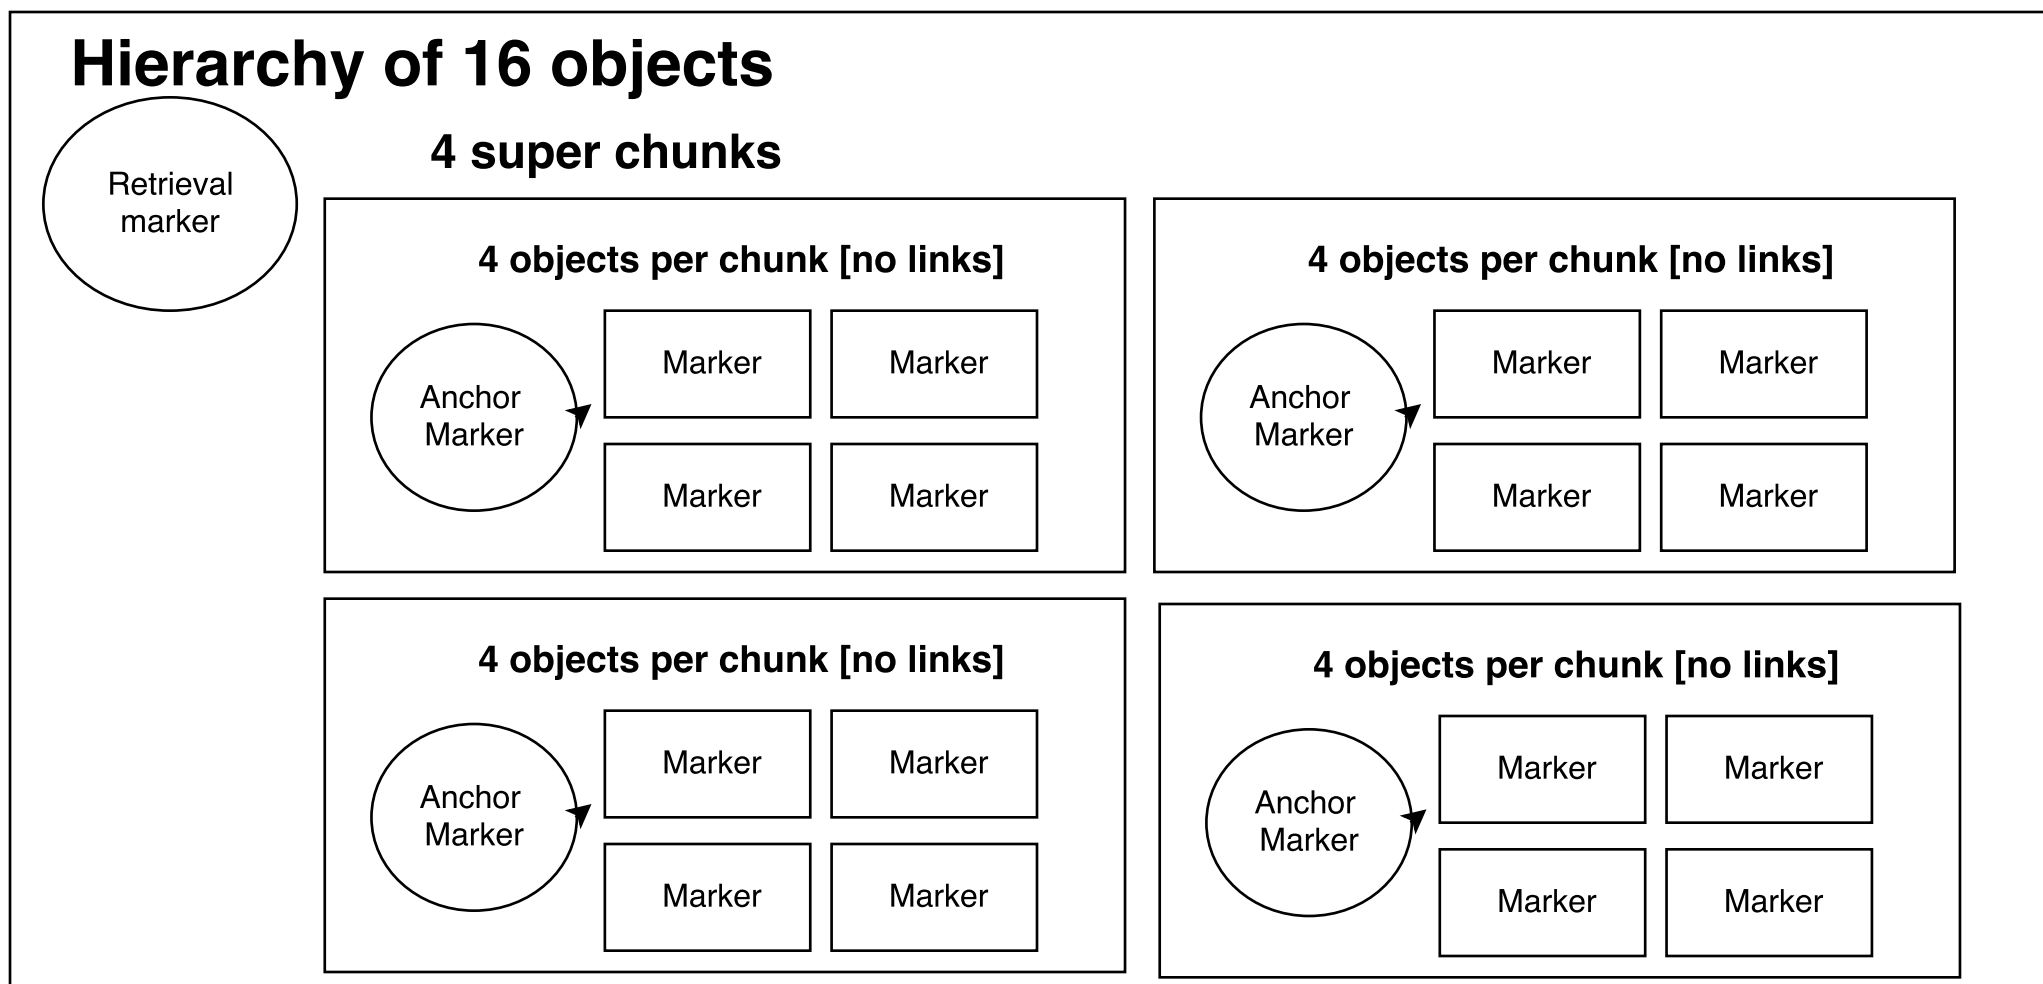 Hierarchy of 16 objects
Retrieval
marker
4 super chunks
4 objects per chunk [no links]
Anchor
Marker
Marker
Marker
Marker
Marker
4 objects per chunk [no links]
Anchor
Marker
Marker
Marker
Marker
Marker
4 objects per chunk [no links]
Anchor
Marker
Marker
Marker
Marker
Marker
4 objects per chunk [no links]
Anchor
Marker
Marker
Marker
Marker
Marker